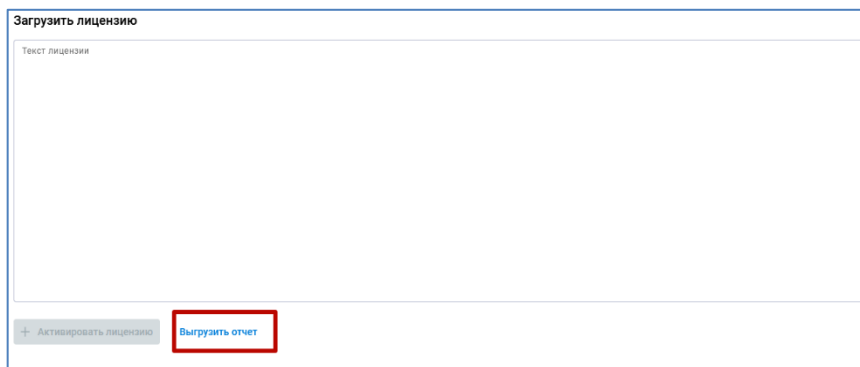 Загрузить лицензию
Текст лицензии
+ Активировать лицензию Выгрузить отчет